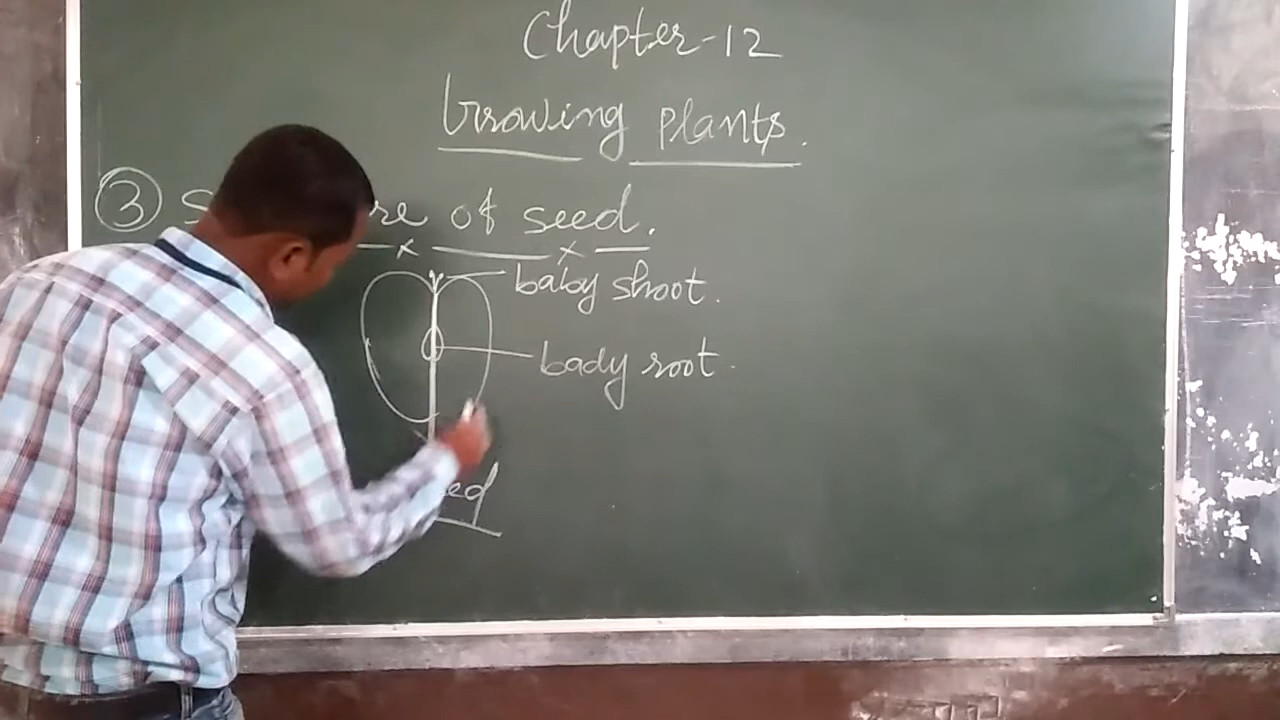 Chapter-12
Growing plants.
③ of seed.
baby shoot.
bady root.